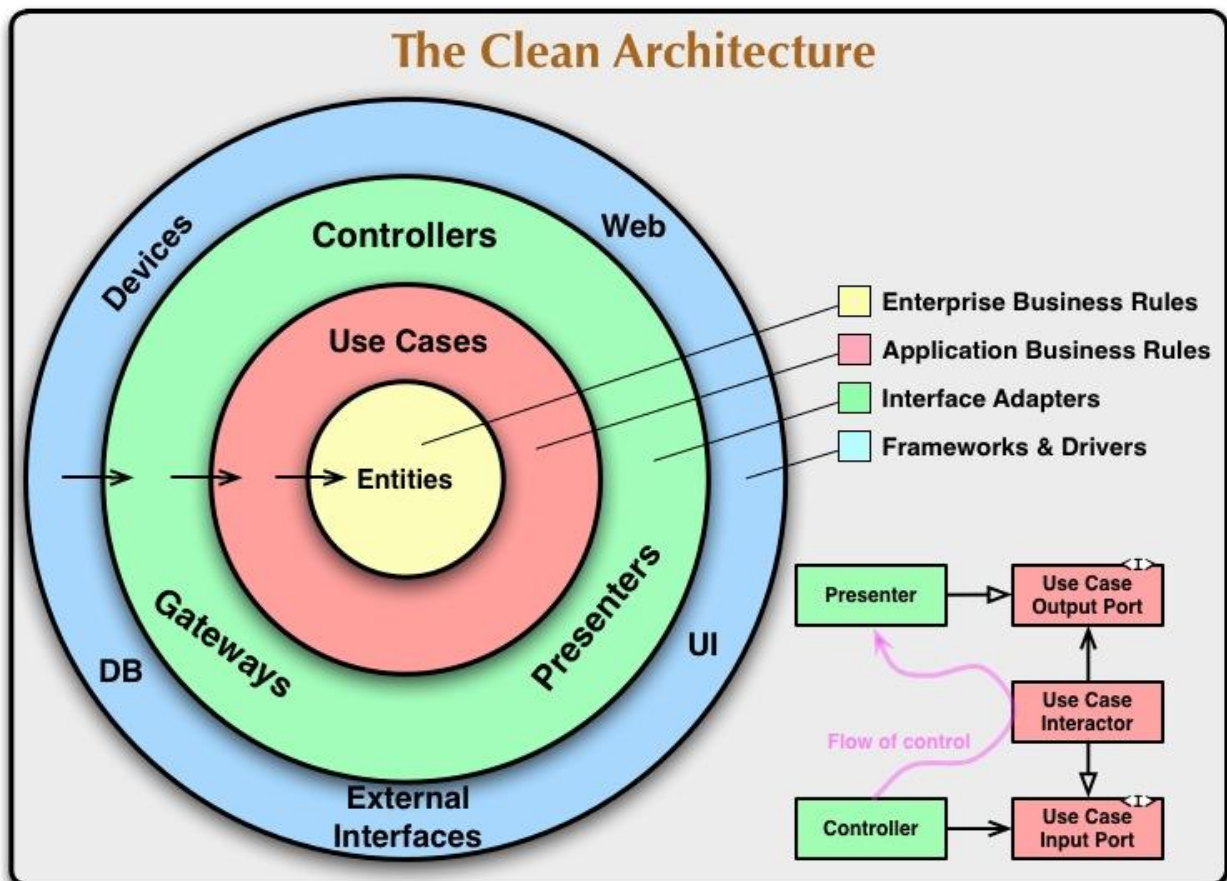 The Clean Architecture
Devices
Web
Controllers
Use Cases
Entities
Gateways
Presenters
DB
UI
External
Interfaces
Enterprise Business Rules
Application Business Rules
Interface Adapters
Frameworks & Drivers
Presenter
<I>
Use Case
Output Port
Use Case
Interactor
Flow of control
Controller
<I>
Use Case
Input Port